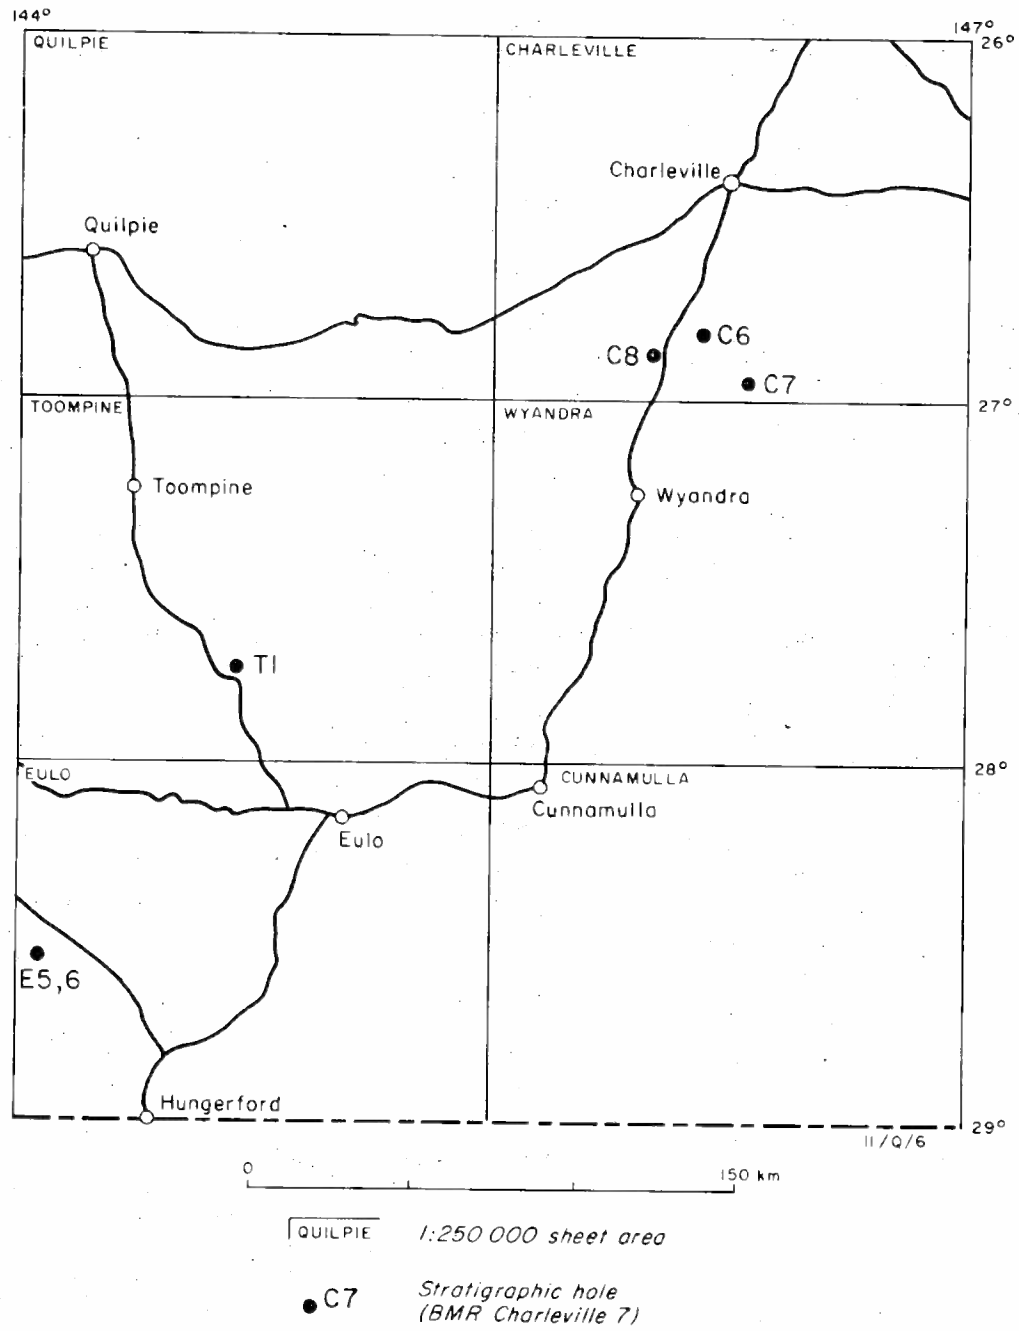 144°
147°
QUILPIE
CHARLEVILLE
26°
Charleville
Quilpie
C6
C8
C7
TOOMPINE
WYANDRA
27°
Toompine
Wyandra
T1
EULO
CUNNAMULLA
28°
Cunnamulla
Eulo
E5,6
Hungerford
29°
11/Q/6
0
150 km
QUILPIE
1:250 000 sheet area
C7
Stratigraphic hole
(BMR Charleville 7)